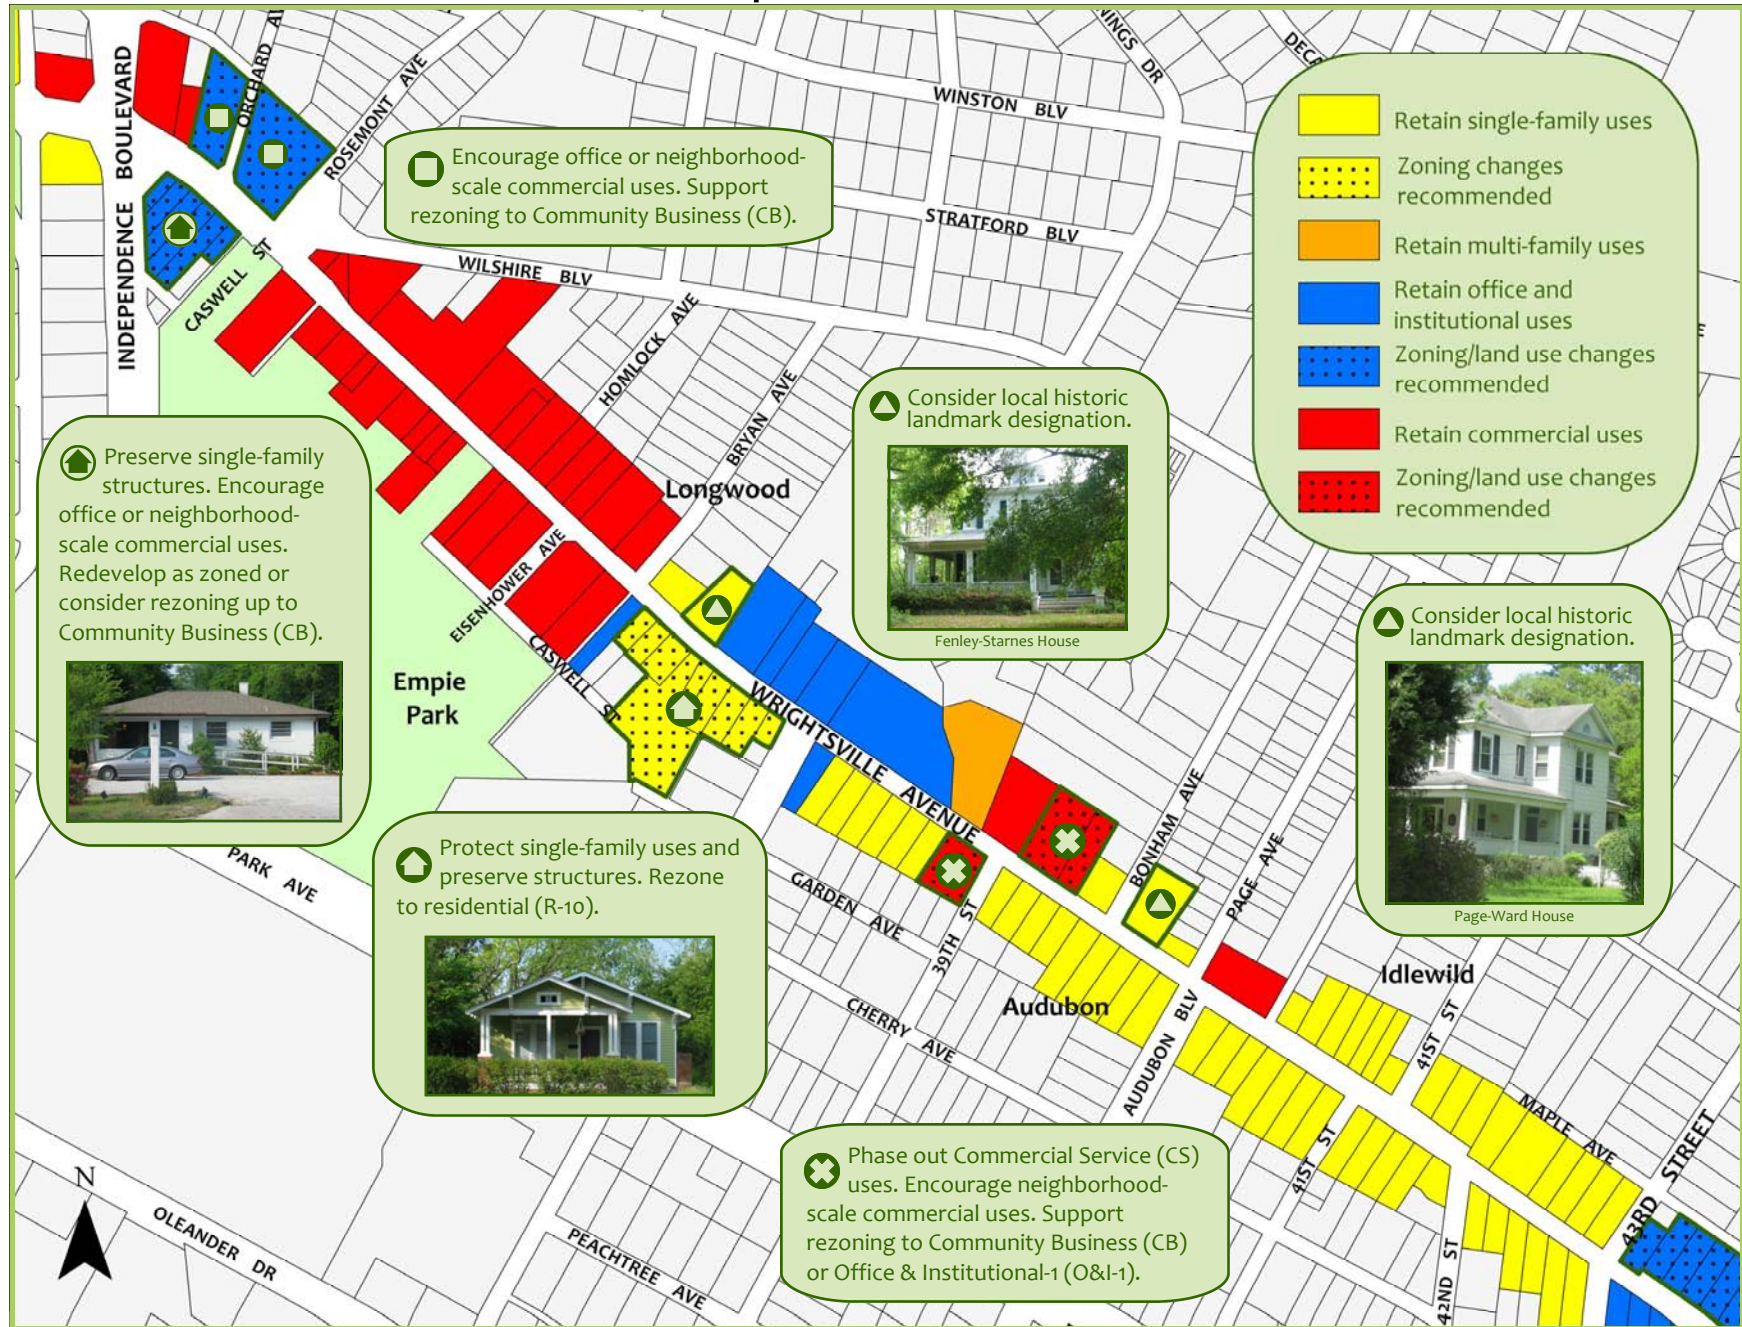 ORCHARD AV
ROSEMONT AVE
INDEPENDENCE BOULEVARD
NINGS DR
DECA
WINSTON BLV
STRATFORD BLV
WILSHIRE BLV
CASWELL ST
HOMLOCK AVE
BRYAN AVE
Encourage office or neighborhood-
scale commercial uses. Support
rezoning to Community Business (CB).
Retain single-family uses
Zoning changes
recommended
Retain multi-family uses
Retain office and
institutional uses
Zoning/land use changes
recommended
Retain commercial uses
Zoning/land use changes
recommended
E
Preserve single-family
structures. Encourage
office or neighborhood-
scale commercial uses.
Redevelop as zoned or
consider rezoning up to
Community Business (CB).
Consider local historic
landmark designation.
Fenley-Starnes House
Consider local historic
landmark designation.
Page-Ward House
Longwood
EISENHOWER AVE
CASWELL ST
Empie
Park
WRIGHTSVILLE AVENUE
BONHAM AVE
PAGE AVE
PARK AVE
Protect single-family uses and
preserve structures. Rezone
to residential (R-10).
GARDEN AVE
39TH ST
CHERRY AVE
Audubon
Idlewild
AUDUBON BLV
41ST ST
41ST ST
MAPLE AVE
43RD STREET
42ND ST
Phase out Commercial Service (CS)
uses. Encourage neighborhood-
scale commercial uses. Support
rezoning to Community Business (CB)
or Office & Institutional-1 (O&I-1).
N
OLEANDER DR
PEACHTREE AVE